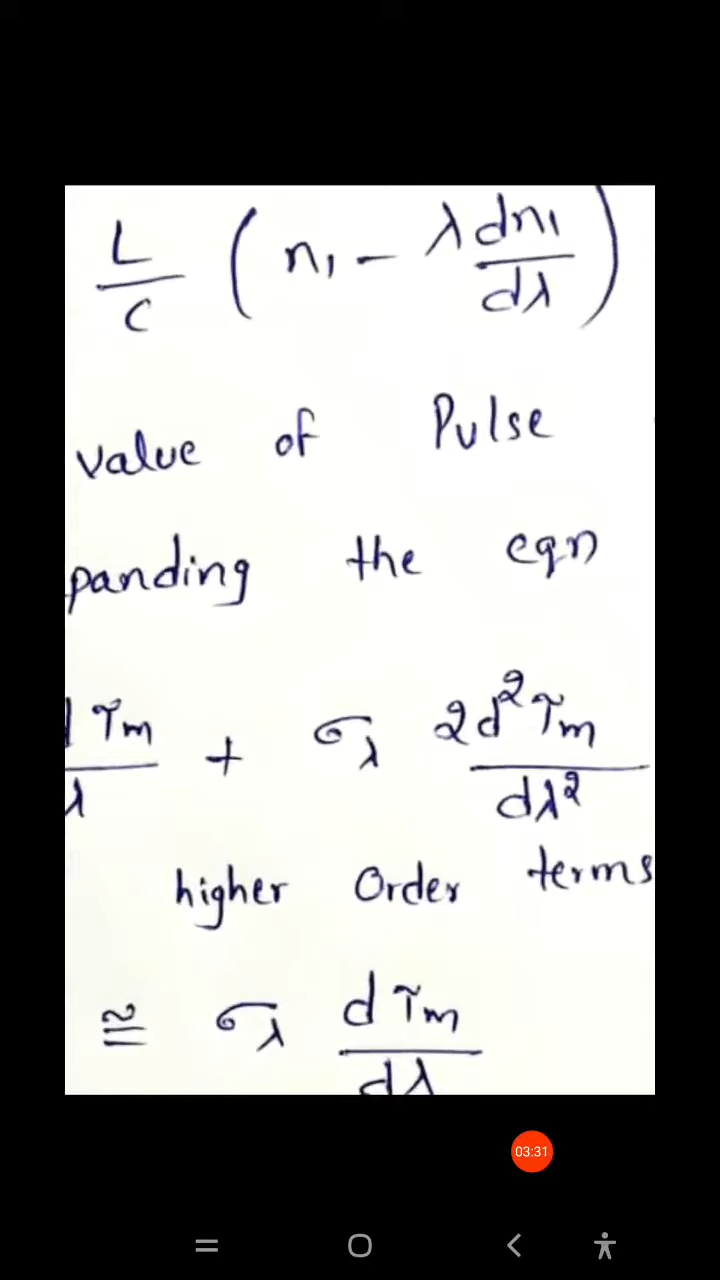 L/C ( n₁ - λ dn₁/dλ )
value of Pulse
panding the eqn
d τm/λ + σλ 2d²τm/dλ²
higher Order terms
≅ σλ d τm/dλ
03:31